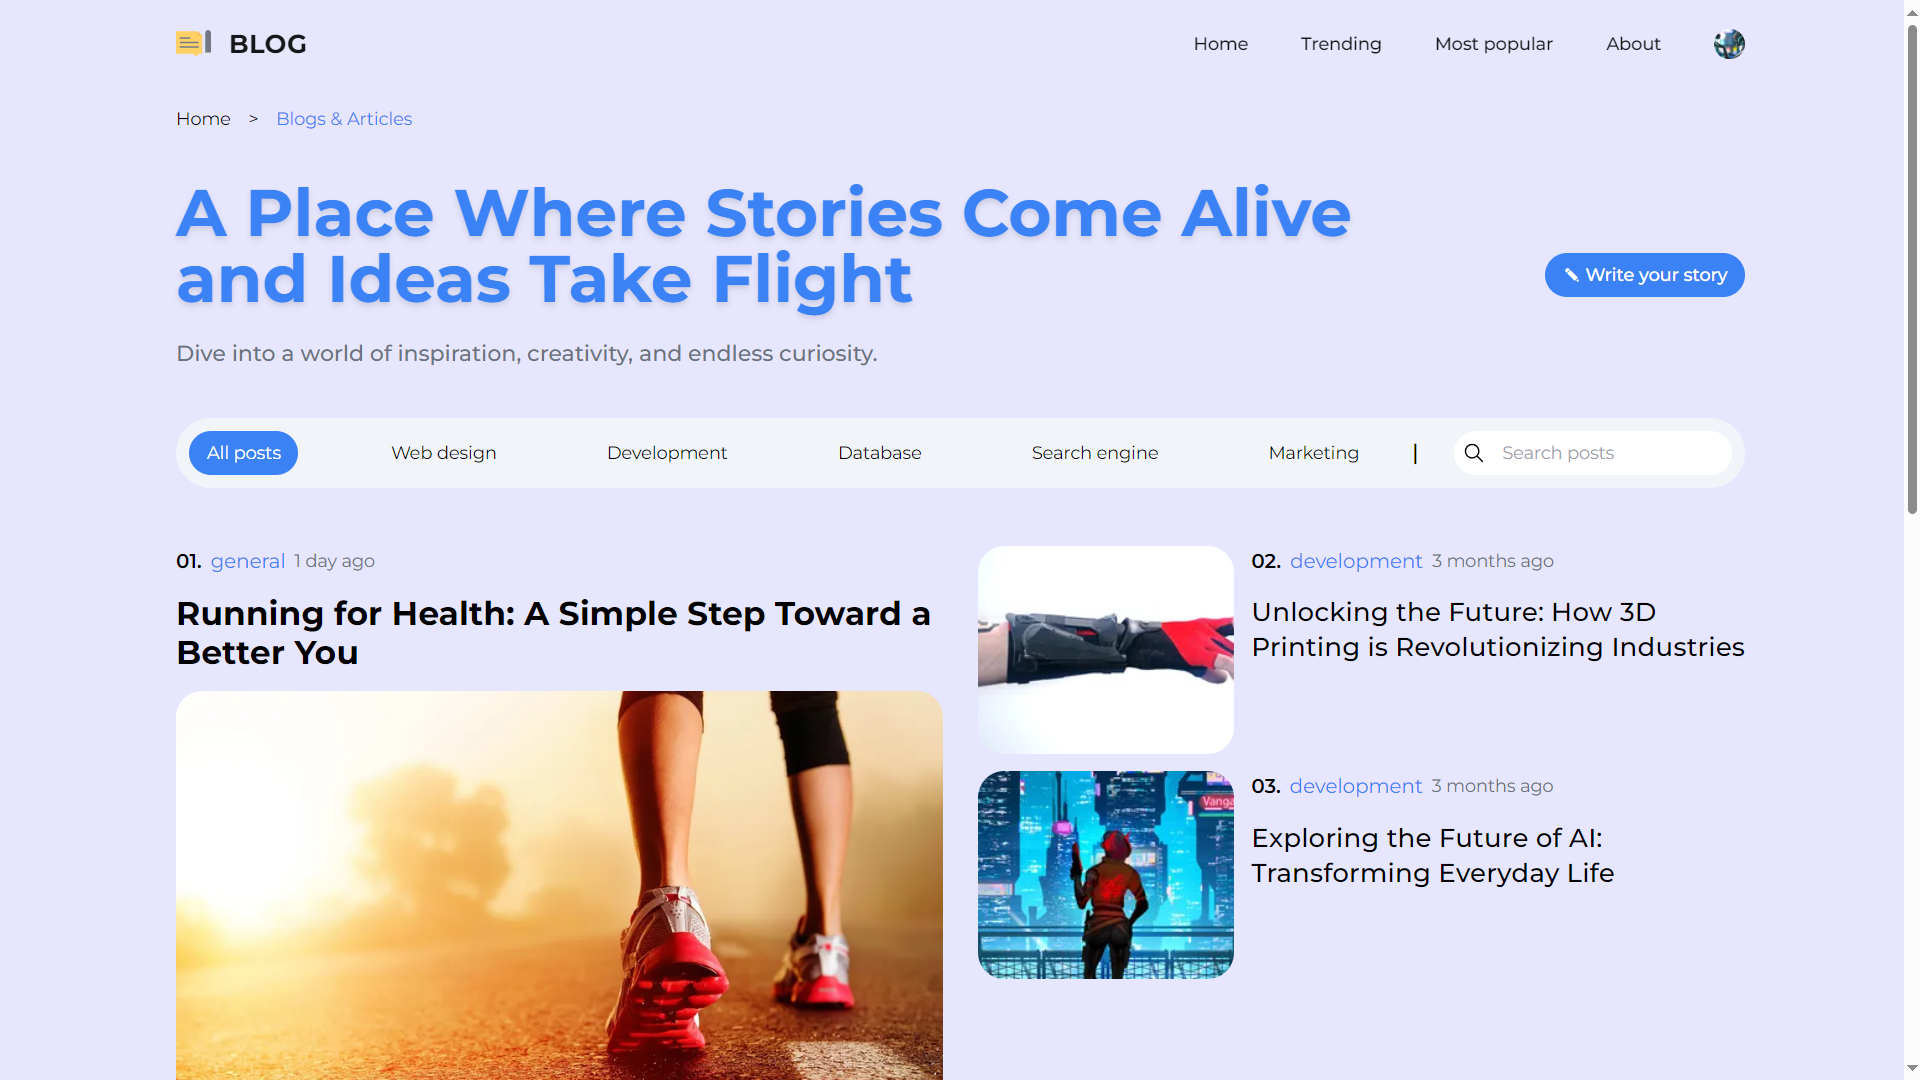 BLOG
Home
Trending
Most popular
About
Home > Blogs & Articles
A Place Where Stories Come Alive
and Ideas Take Flight
Write your story
Dive into a world of inspiration, creativity, and endless curiosity.
All posts
Web design
Development
Database
Search engine
Marketing
|
Search posts
01. general 1 day ago
Running for Health: A Simple Step Toward a
Better You
02. development 3 months ago
Unlocking the Future: How 3D
Printing is Revolutionizing Industries
Vanga
03. development 3 months ago
Exploring the Future of AI:
Transforming Everyday Life